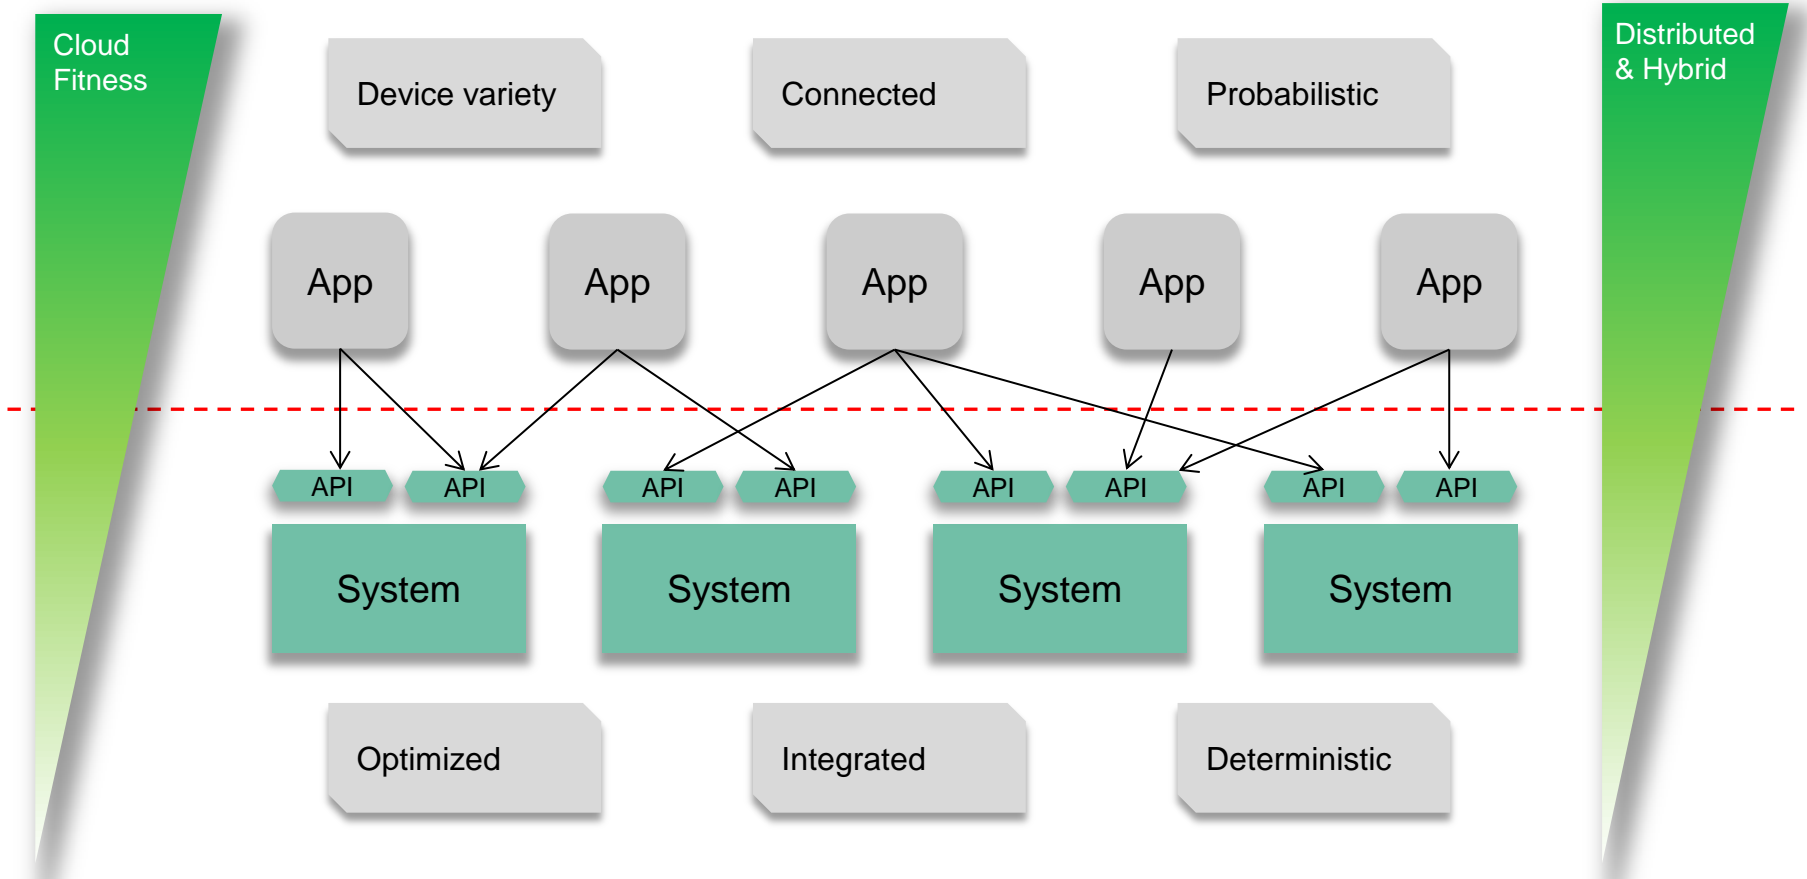 Cloud
Fitness
Distributed
& Hybrid
Device variety
Connected
Probabilistic
App
App
App
App
App
API
API
API
API
API
API
API
API
System
System
System
System
Optimized
Integrated
Deterministic